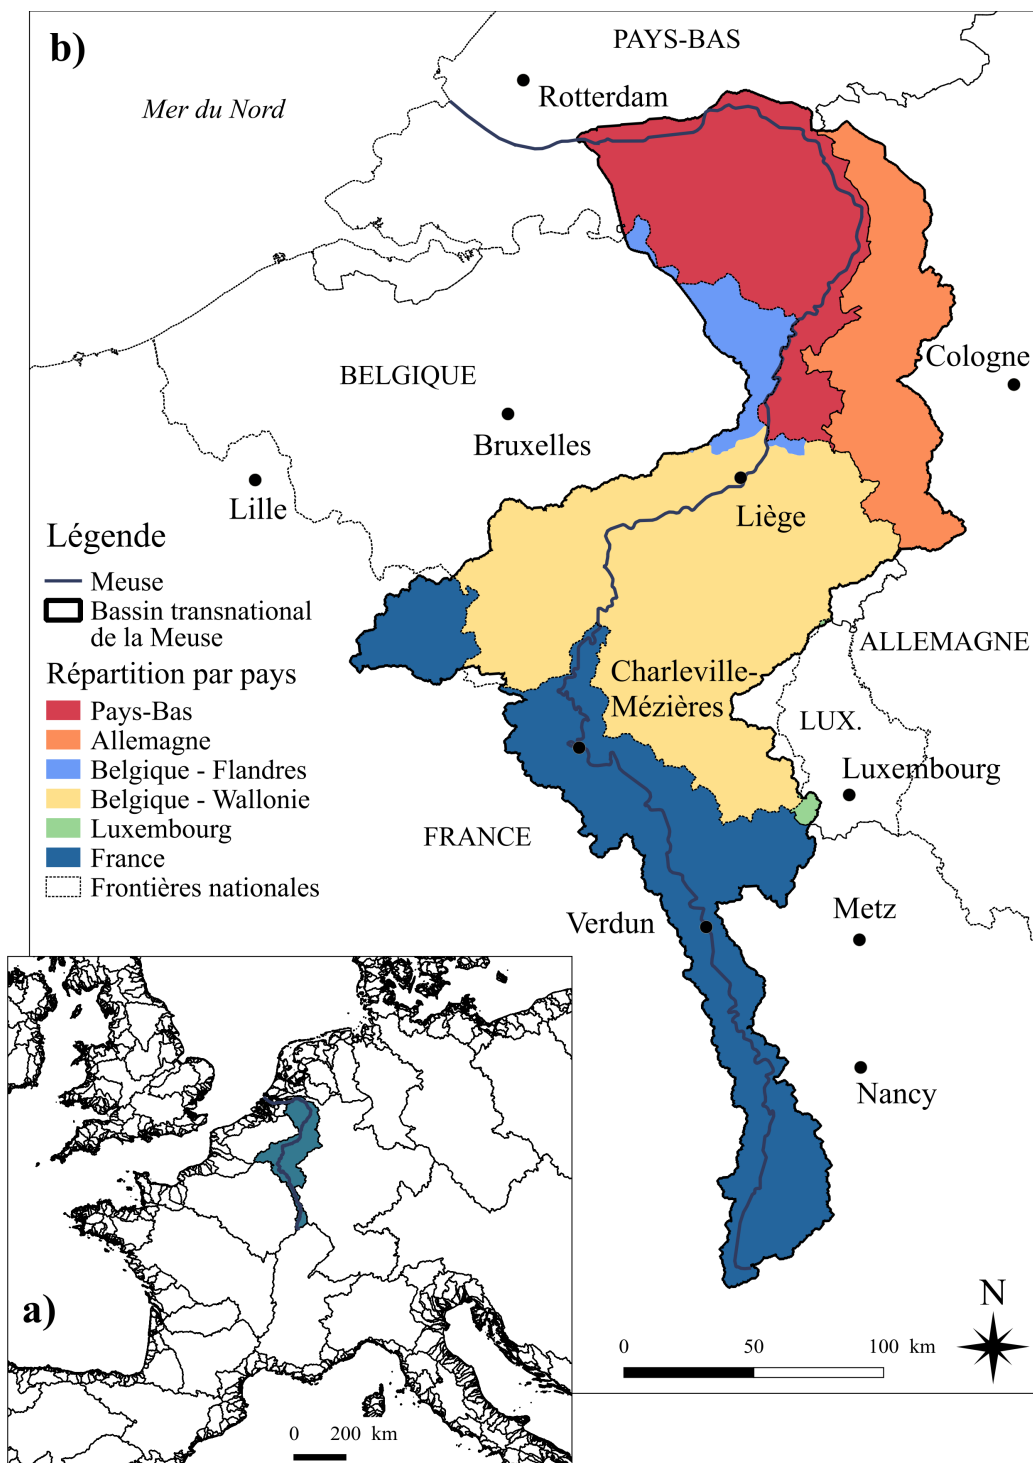 b)
PAYS-BAS
Rotterdam
Mer du Nord
Cologne
BELGIQUE
Bruxelles
Lille
Liège
Légende
Meuse
Bassin transnational
de la Meuse
Répartition par pays
Pays-Bas
Allemagne
Belgique - Flandres
Belgique - Wallonie
Luxembourg
France
Frontières nationales
ALLEMAGNE
Charleville-
Mézières
LUX.
Luxembourg
FRANCE
Verdun
Metz
Nancy
N
0 50 100 km
a)
0 200 km